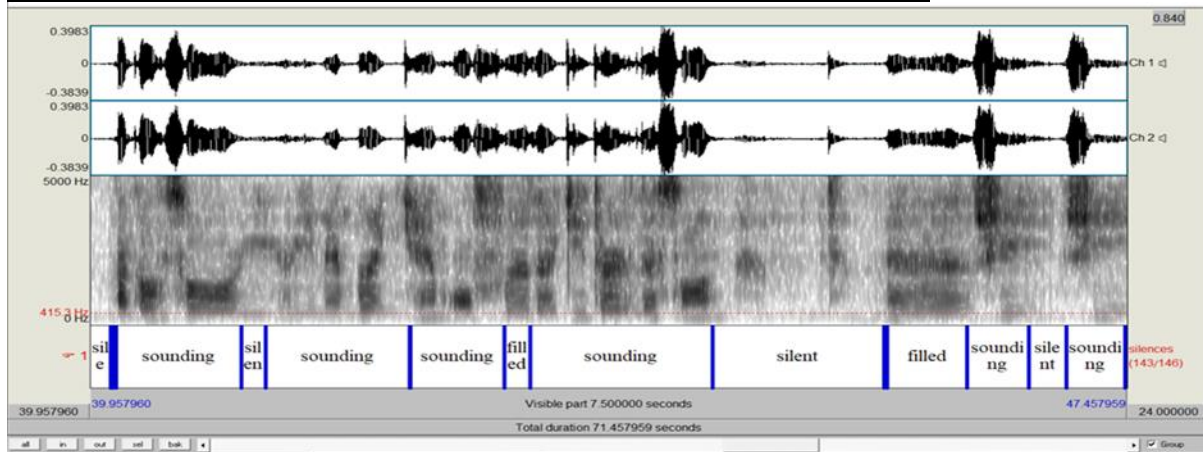 0.840
0.3983
0
-0.3839
Ch 1
0.3983
0
-0.3839
Ch 2
5000 Hz
415.3 Hz
0 Hz
1
sil
e
sounding
sil
en
sounding
sounding
fill
ed
sounding
silent
filled
soundi
ng
sile
nt
soundi
ng
silences
(143/146)
39.957960
39.957960 Visible part 7.500000 seconds 47.457959
24.000000
Total duration 71.457959 seconds
all in out sel bak Group